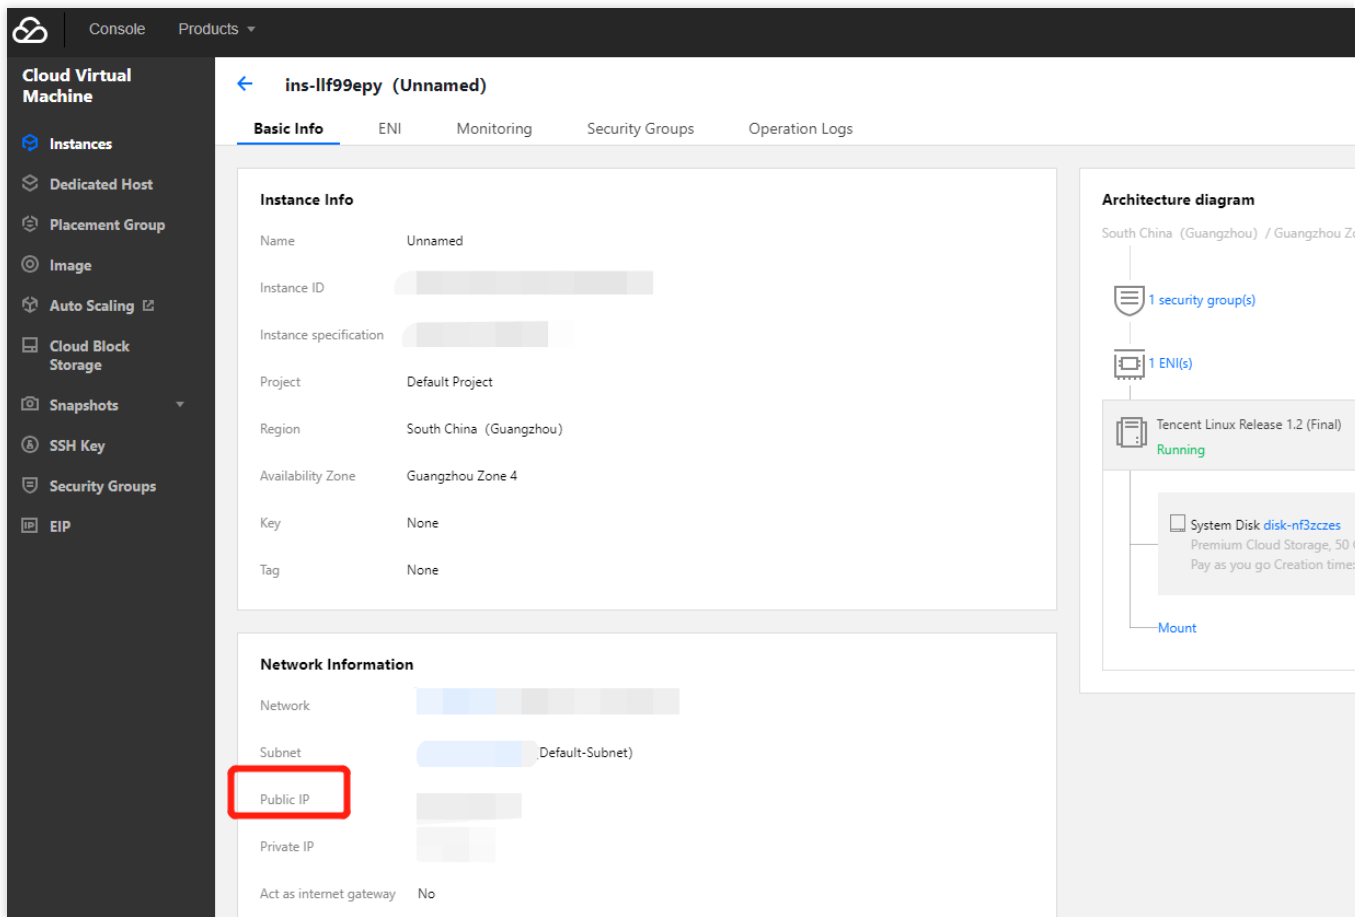 Console Products
Cloud Virtual
Machine
Instances
Dedicated Host
Placement Group
Image
Auto Scaling
Cloud Block
Storage
Snapshots
SSH Key
Security Groups
IP EIP
ins-llf99epy (Unnamed)
Basic Info ENI Monitoring Security Groups Operation Logs
Instance Info
Name Unnamed
Instance ID
Instance specification
Project Default Project
Region South China (Guangzhou)
Availability Zone Guangzhou Zone 4
Key None
Tag None
Network Information
Network
Subnet Default-Subnet)
Public IP
Private IP
Act as internet gateway No
Architecture diagram
South China (Guangzhou) / Guangzhou
1 security group(s)
1 ENI(s)
Tencent Linux Release 1.2 (Final)
Running
System Disk disk-nf3zczes
Premium Cloud Storage, 50
Pay as you go Creation time:
Mount